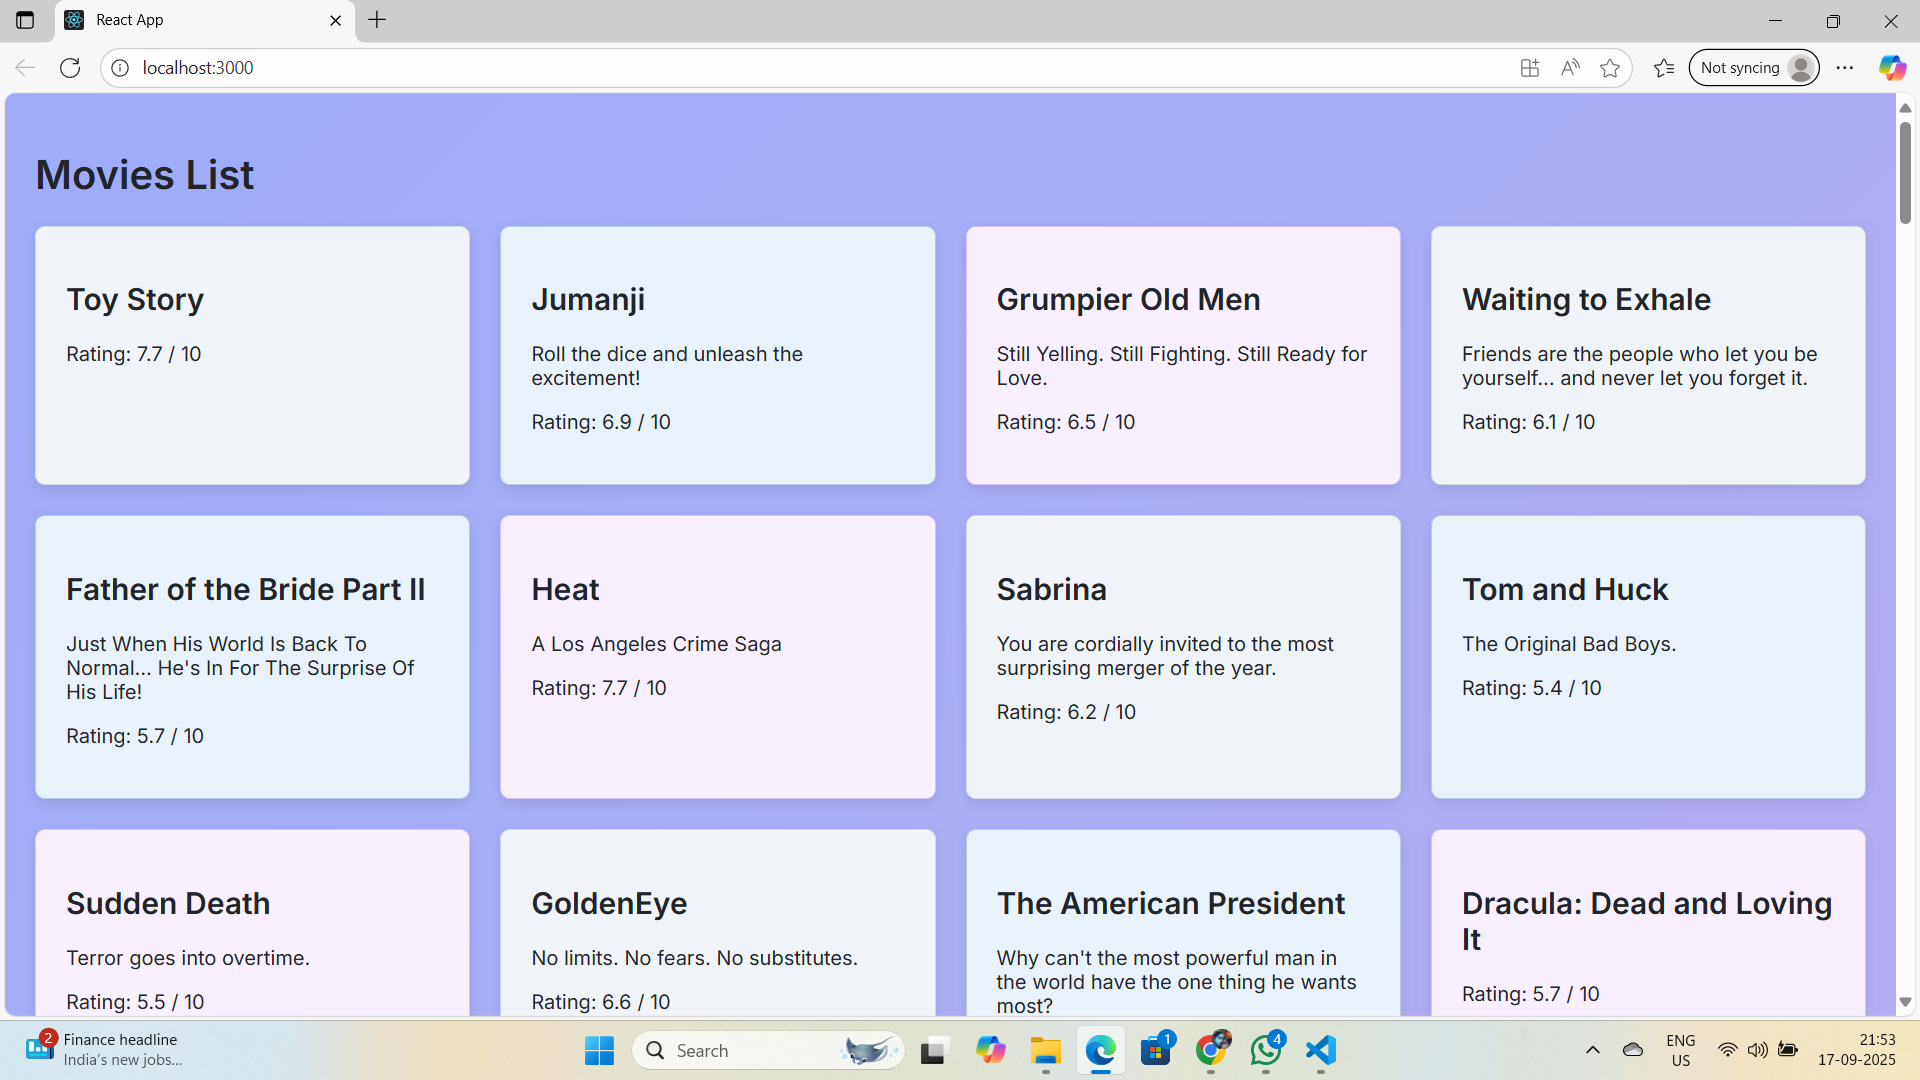 React App
localhost:3000
Not syncing
Movies List
Toy Story
Rating: 7.7 / 10
Jumanji
Roll the dice and unleash the
excitement!
Rating: 6.9 / 10
Grumpier Old Men
Still Yelling. Still Fighting. Still Ready for
Love.
Rating: 6.5 / 10
Waiting to Exhale
Friends are the people who let you be
yourself... and never let you forget it.
Rating: 6.1 / 10
Father of the Bride Part II
Just When His World Is Back To
Normal... He's In For The Surprise Of
His Life!
Rating: 5.7 / 10
Heat
A Los Angeles Crime Saga
Rating: 7.7 / 10
Sabrina
You are cordially invited to the most
surprising merger of the year.
Rating: 6.2 / 10
Tom and Huck
The Original Bad Boys.
Rating: 5.4 / 10
Sudden Death
Terror goes into overtime.
Rating: 5.5 / 10
GoldenEye
No limits. No fears. No substitutes.
Rating: 6.6 / 10
The American President
Why can't the most powerful man in
the world have the one thing he wants
most?
Dracula: Dead and Loving
It
Rating: 5.7 / 10
2
Finance headline
India's new jobs...
Search
1
4
ENG
US
21:53
17-09-2025